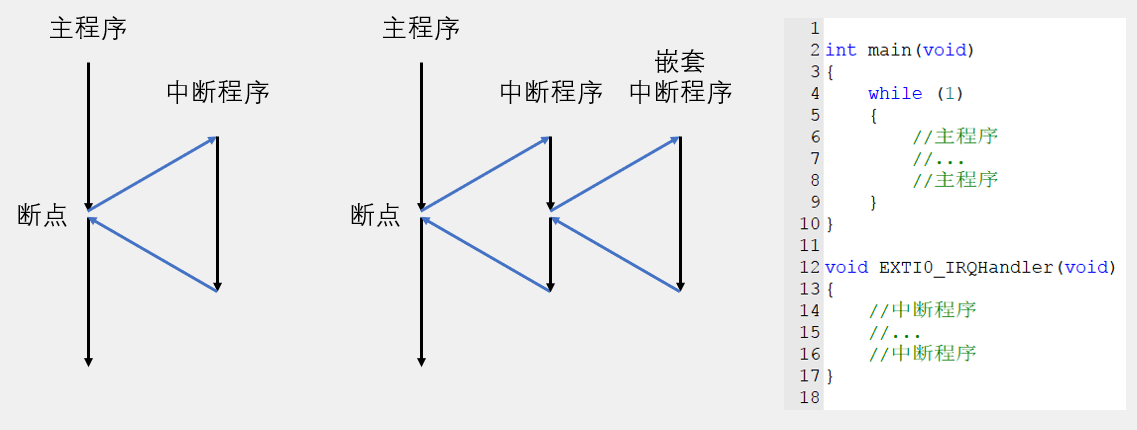 主程序
中断程序
断点
主程序
中断程序
嵌套
中断程序
断点
1
2 int main(void)
3 {
4     while (1)
5     {
6         //主程序
7         //...
8         //主程序
9     }
10 }
11
12 void EXTI0_IRQHandler(void)
13 {
14     //中断程序
15     //...
16     //中断程序
17 }
18